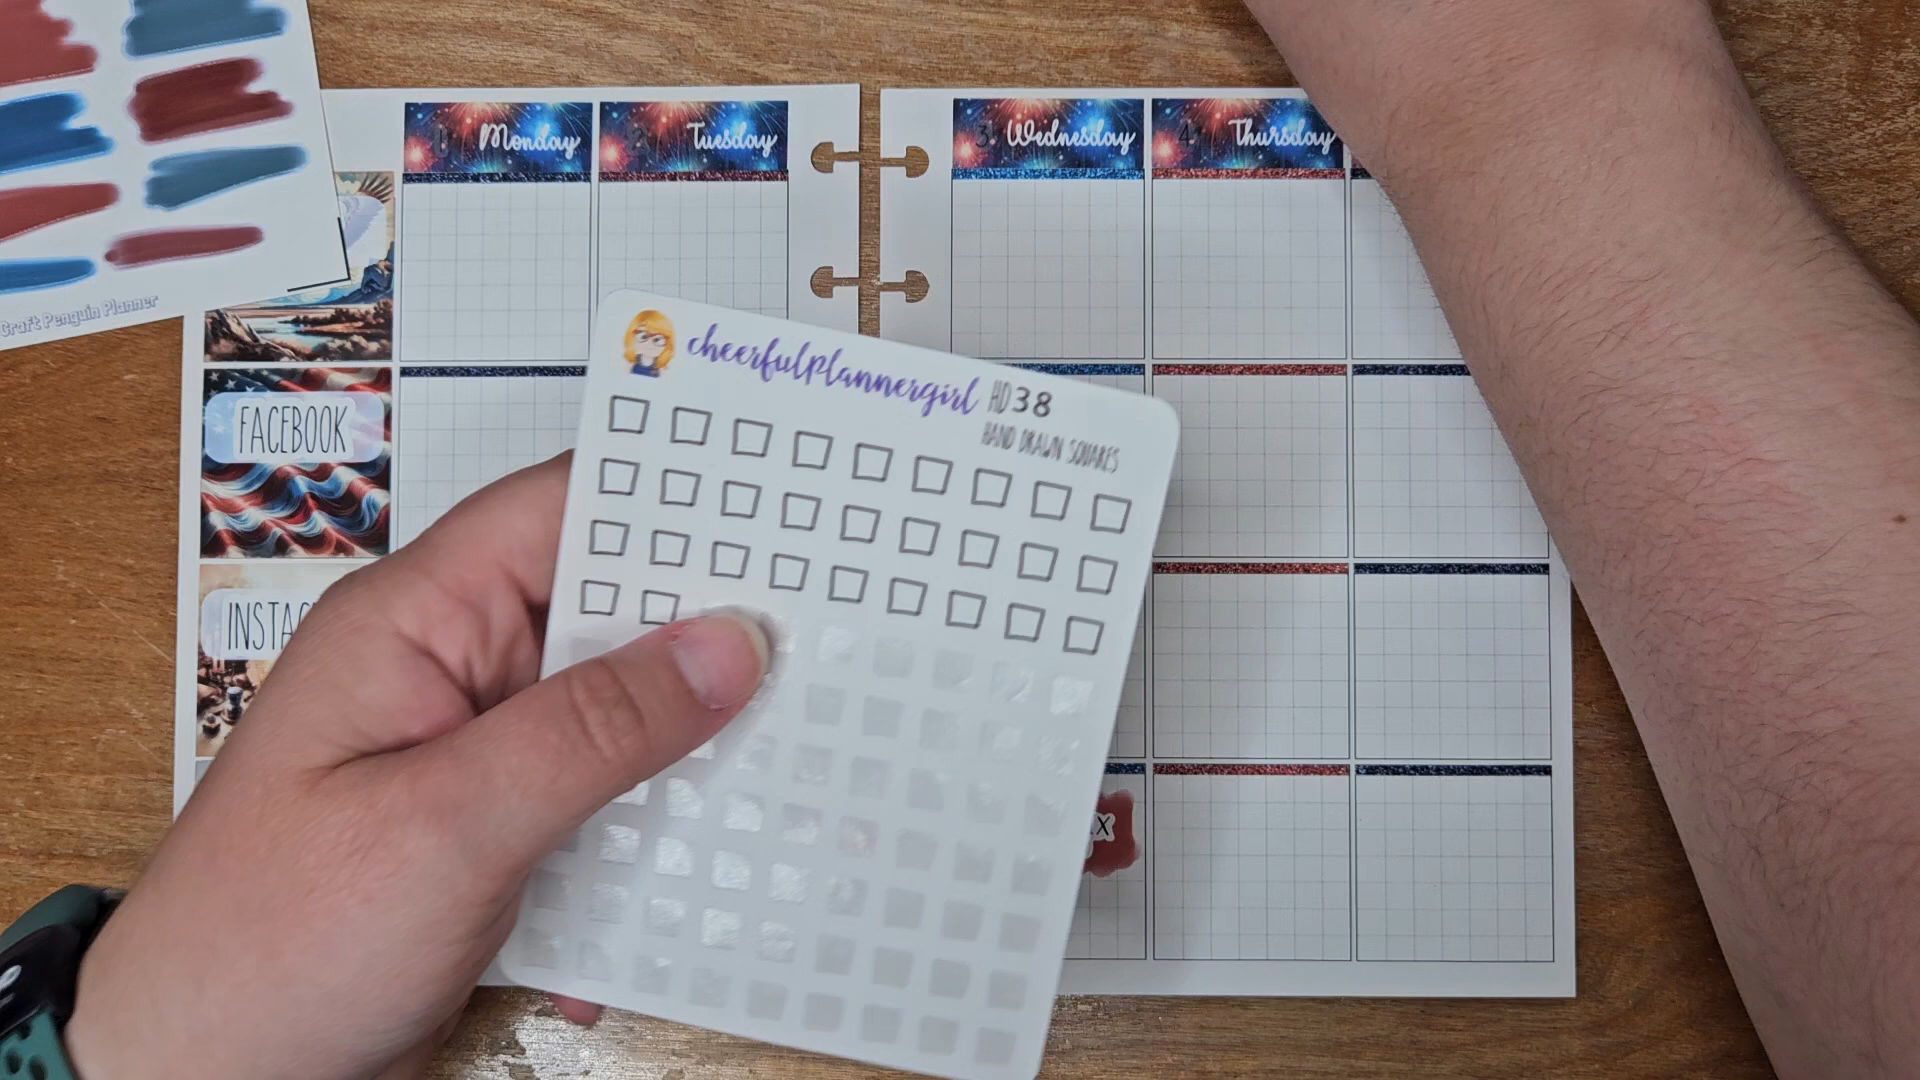 1 Monday
2 Tuesday
3 Wednesday
4 Thursday
Craft Penguin Planner
cheerfulplannergirl HD38
HAND DRAWN SQUARES
FACEBOOK